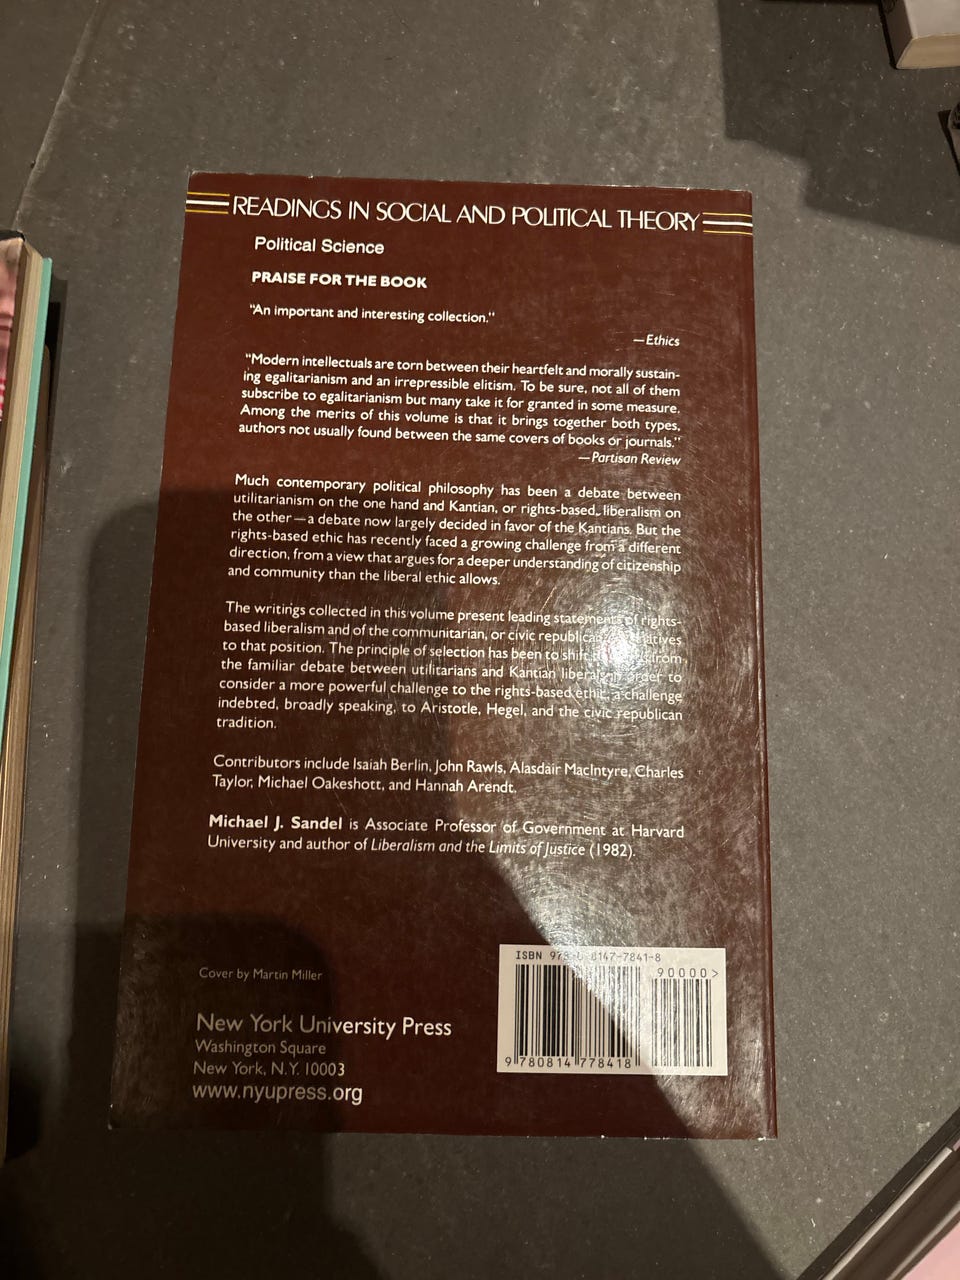 READINGS IN SOCIAL AND POLITICAL THEORY
Political Science
PRAISE FOR THE BOOK
"An important and interesting collection."
—Ethics
"Modern intellectuals are torn between their heartfelt and morally sustain-
ing egalitarianism and an irrepressible elitism. To be sure, not all of them
subscribe to egalitarianism but many take it for granted in some measure.
Among the merits of this volume is that it brings together both types,
authors not usually found between the same covers of books or journals."
—Partisan Review
Much contemporary political philosophy has been a debate between
utilitarianism on the one hand and Kantian, or rights-based, liberalism on
the other—a debate now largely decided in favor of the Kantians. But the
rights-based ethic has recently faced a growing challenge from a different
direction, from a view that argues for a deeper understanding of citizenship
and community than the liberal ethic allows.
The writings collected in this volume present leading statements of rights-
based liberalism and of the communitarian, or civic republican
to that position. The principle of selection has been to shift from
the familiar debate between utilitarians and Kantian liberals in order to
consider a more powerful challenge to the rights-based ethic, a challenge
indebted, broadly speaking, to Aristotle, Hegel, and the civic republican
tradition.
Contributors include Isaiah Berlin, John Rawls, Alasdair MacIntyre, Charles
Taylor, Michael Oakeshott, and Hannah Arendt.
Michael J. Sandel is Associate Professor of Government at Harvard
University and author of Liberalism and the Limits of Justice (1982).
Cover by Martin Miller
New York University Press
Washington Square
New York, N.Y. 10003
www.nyupress.org
ISBN 978-0-8147-7841-8
90000>
9 780814 778418